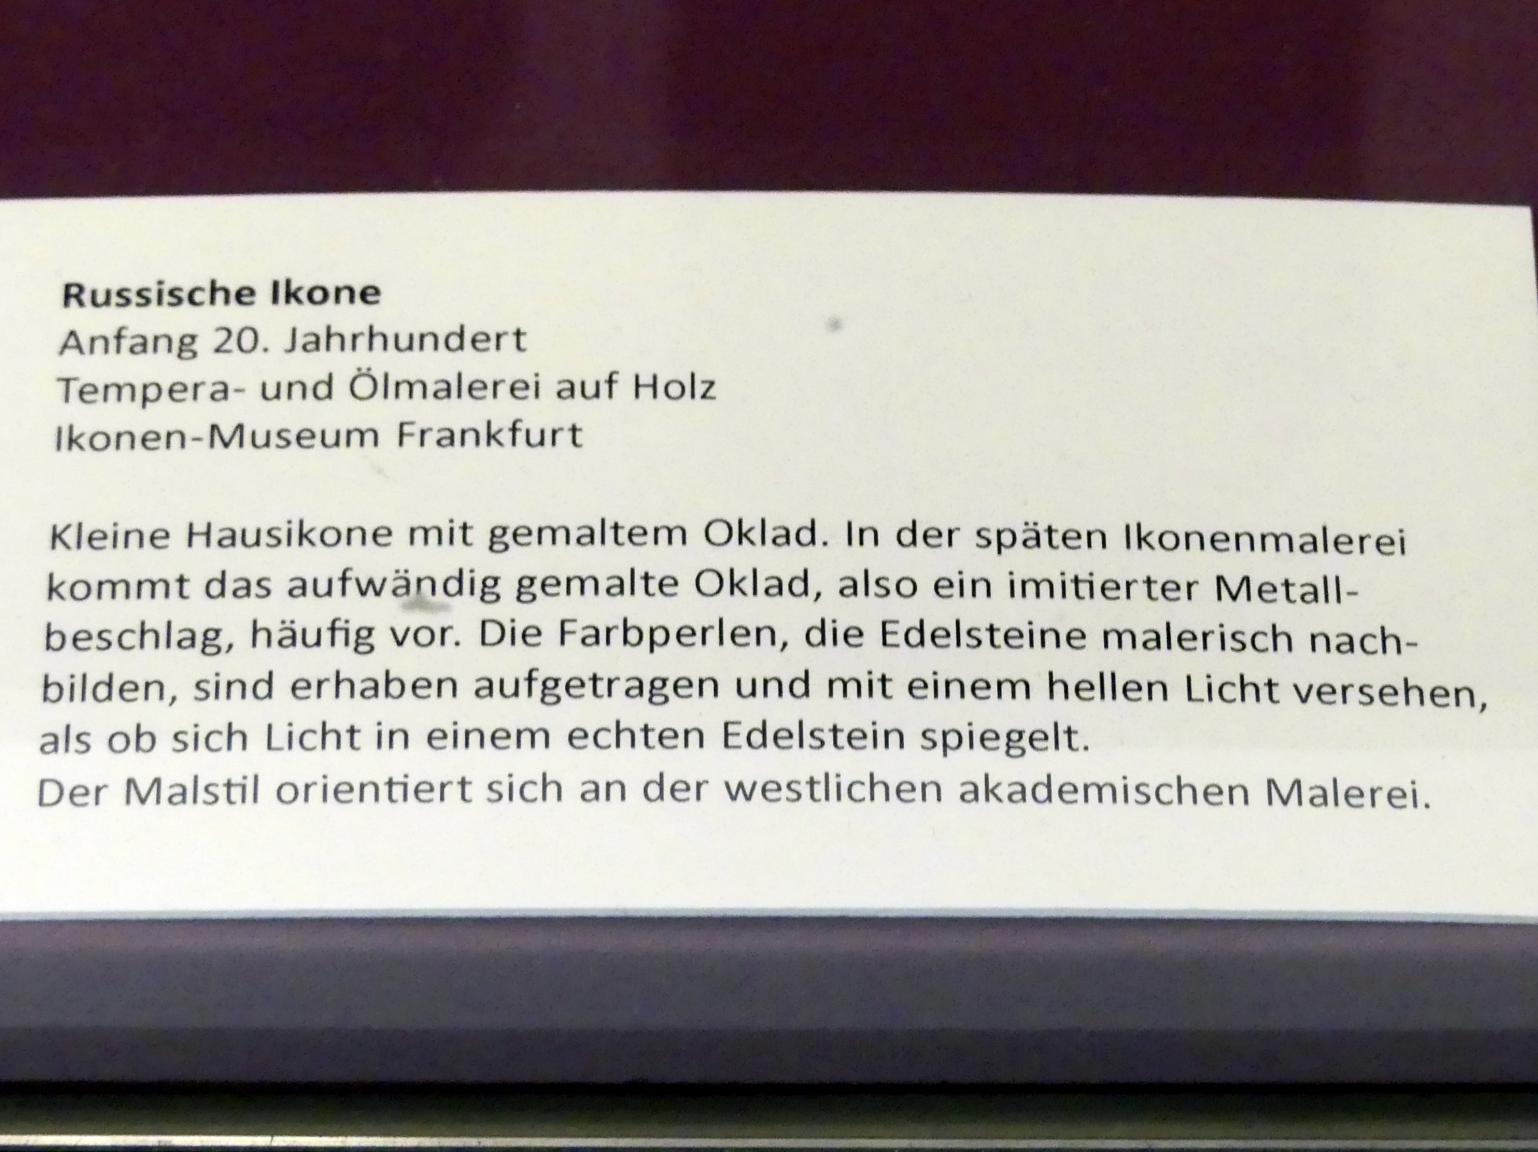 Russische Ikone
Anfang 20. Jahrhundert
Tempera- und Ölmalerei auf Holz
Ikonen-Museum Frankfurt
Kleine Hausikone mit gemaltem Oklad. In der späten Ikonenmalerei
kommt das aufwändig gemalte Oklad, also ein imitierter Metall-
beschlag, häufig vor. Die Farbperlen, die Edelsteine malerisch nach-
bilden, sind erhaben aufgetragen und mit einem hellen Licht versehen,
als ob sich Licht in einem echten Edelstein spiegelt.
Der Malstil orientiert sich an der westlichen akademischen Malerei.